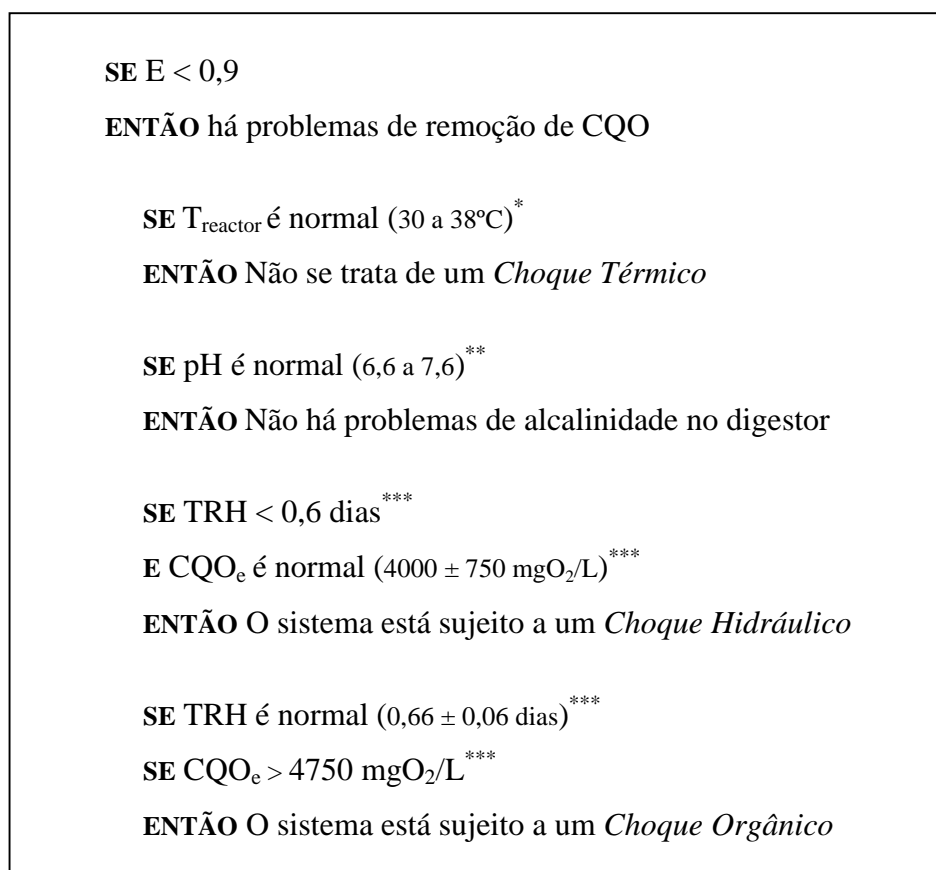 SE E < 0,9
ENTÃO há problemas de remoção de CQO
SE T_reactor é normal (30 a 38ºC)*
ENTÃO Não se trata de um Choque Térmico
SE pH é normal (6,6 a 7,6)**
ENTÃO Não há problemas de alcalinidade no digestor
SE TRH < 0,6 dias***
E CQOₑ é normal (4000 ± 750 mgO₂/L)***
ENTÃO O sistema está sujeito a um Choque Hidráulico
SE TRH é normal (0,66 ± 0,06 dias)***
SE CQOₑ > 4750 mgO₂/L***
ENTÃO O sistema está sujeito a um Choque Orgânico